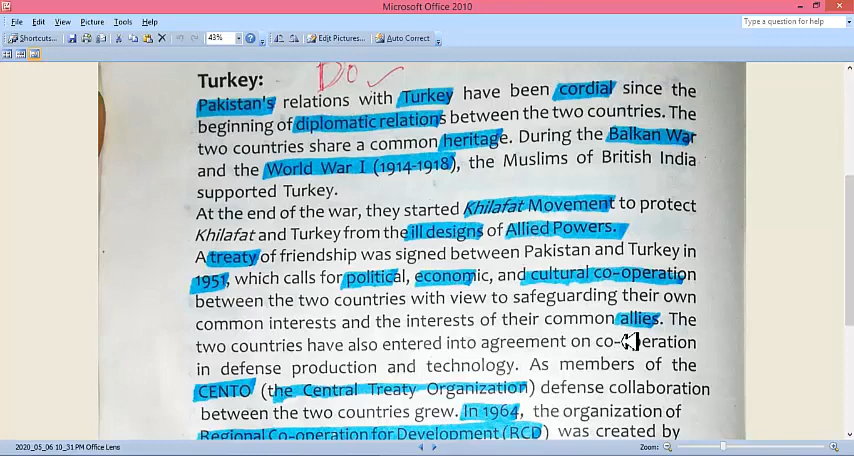 Microsoft Office 2010
File Edit View Picture Tools Help
Type a question for help
Shortcuts... 43% Edit Pictures... Auto Correct
Do
Turkey:
Pakistan's relations with Turkey have been cordial since the
beginning of diplomatic relations between the two countries. The
two countries share a common heritage. During the Balkan War
and the World War I (1914-1918), the Muslims of British India
supported Turkey.
At the end of the war, they started Khilafat Movement to protect
Khilafat and Turkey from the ill designs of Allied Powers.
A treaty of friendship was signed between Pakistan and Turkey in
1951, which calls for political, economic, and cultural co-operation
between the two countries with view to safeguarding their own
common interests and the interests of their common allies. The
two countries have also entered into agreement on co-operation
in defense production and technology. As members of the
CENTO (the Central Treaty Organization) defense collaboration
between the two countries grew. In 1964, the organization of
Regional Co-operation for Development (RCD) was created by
2020_05_06 10_31 PM Office Lens
Zoom: